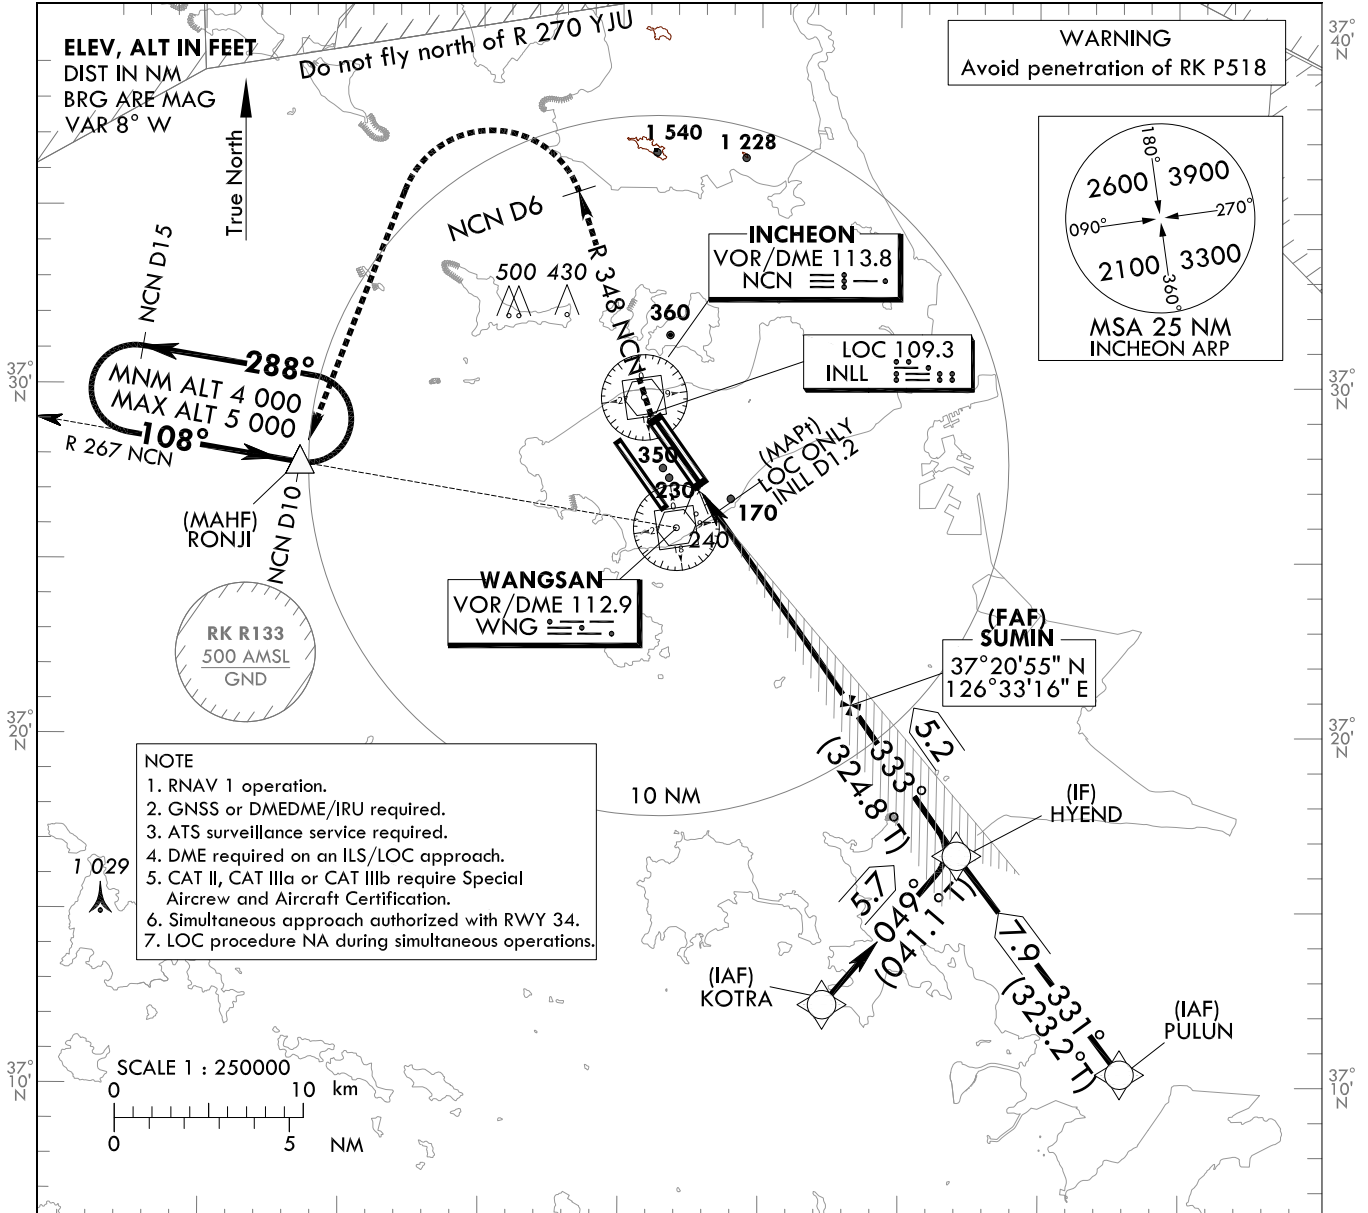 ELEV, ALT IN FEET
DIST IN NM
BRG ARE MAG
VAR 8° W
True North
Do not fly north of R 270 YJU
WARNING
Avoid penetration of RK P518
37°
40'
N
180°
2600
3900
090°
270°
2100
3300
360°
MSA 25 NM
INCHEON ARP
1 540
1 228
NCN D6
NCN D15
500
430
R 348 NCN
360
INCHEON
VOR/DME 113.8
NCN
LOC 109.3
INLL
37°
30'
N
37°
30'
N
288°
MNM ALT 4 000
MAX ALT 5 000
108°
R 267 NCN
(MAHF)
RONJI
NCN D10
350
230
240
170
(MAPt)
LOC ONLY
INLL D1.2
WANGSAN
VOR/DME 112.9
WNG
RK R133
500 AMSL
GND
(FAF)
SUMIN
37°20'55" N
126°33'16" E
37°
20'
N
37°
20'
N
5.2
333°
(324.8°T)
10 NM
(IF)
HYEND
NOTE
1. RNAV 1 operation.
2. GNSS or DMEDME/IRU required.
3. ATS surveillance service required.
4. DME required on an ILS/LOC approach.
5. CAT II, CAT IIIa or CAT IIIb require Special
Aircrew and Aircraft Certification.
6. Simultaneous approach authorized with RWY 34.
7. LOC procedure NA during simultaneous operations.
1 029
5.7
049°
(041.1°T)
(IAF)
KOTRA
7.9
331°
(323.2°T)
(IAF)
PULUN
37°
10'
N
37°
10'
N
SCALE 1 : 250000
0
10
km
0
5
NM